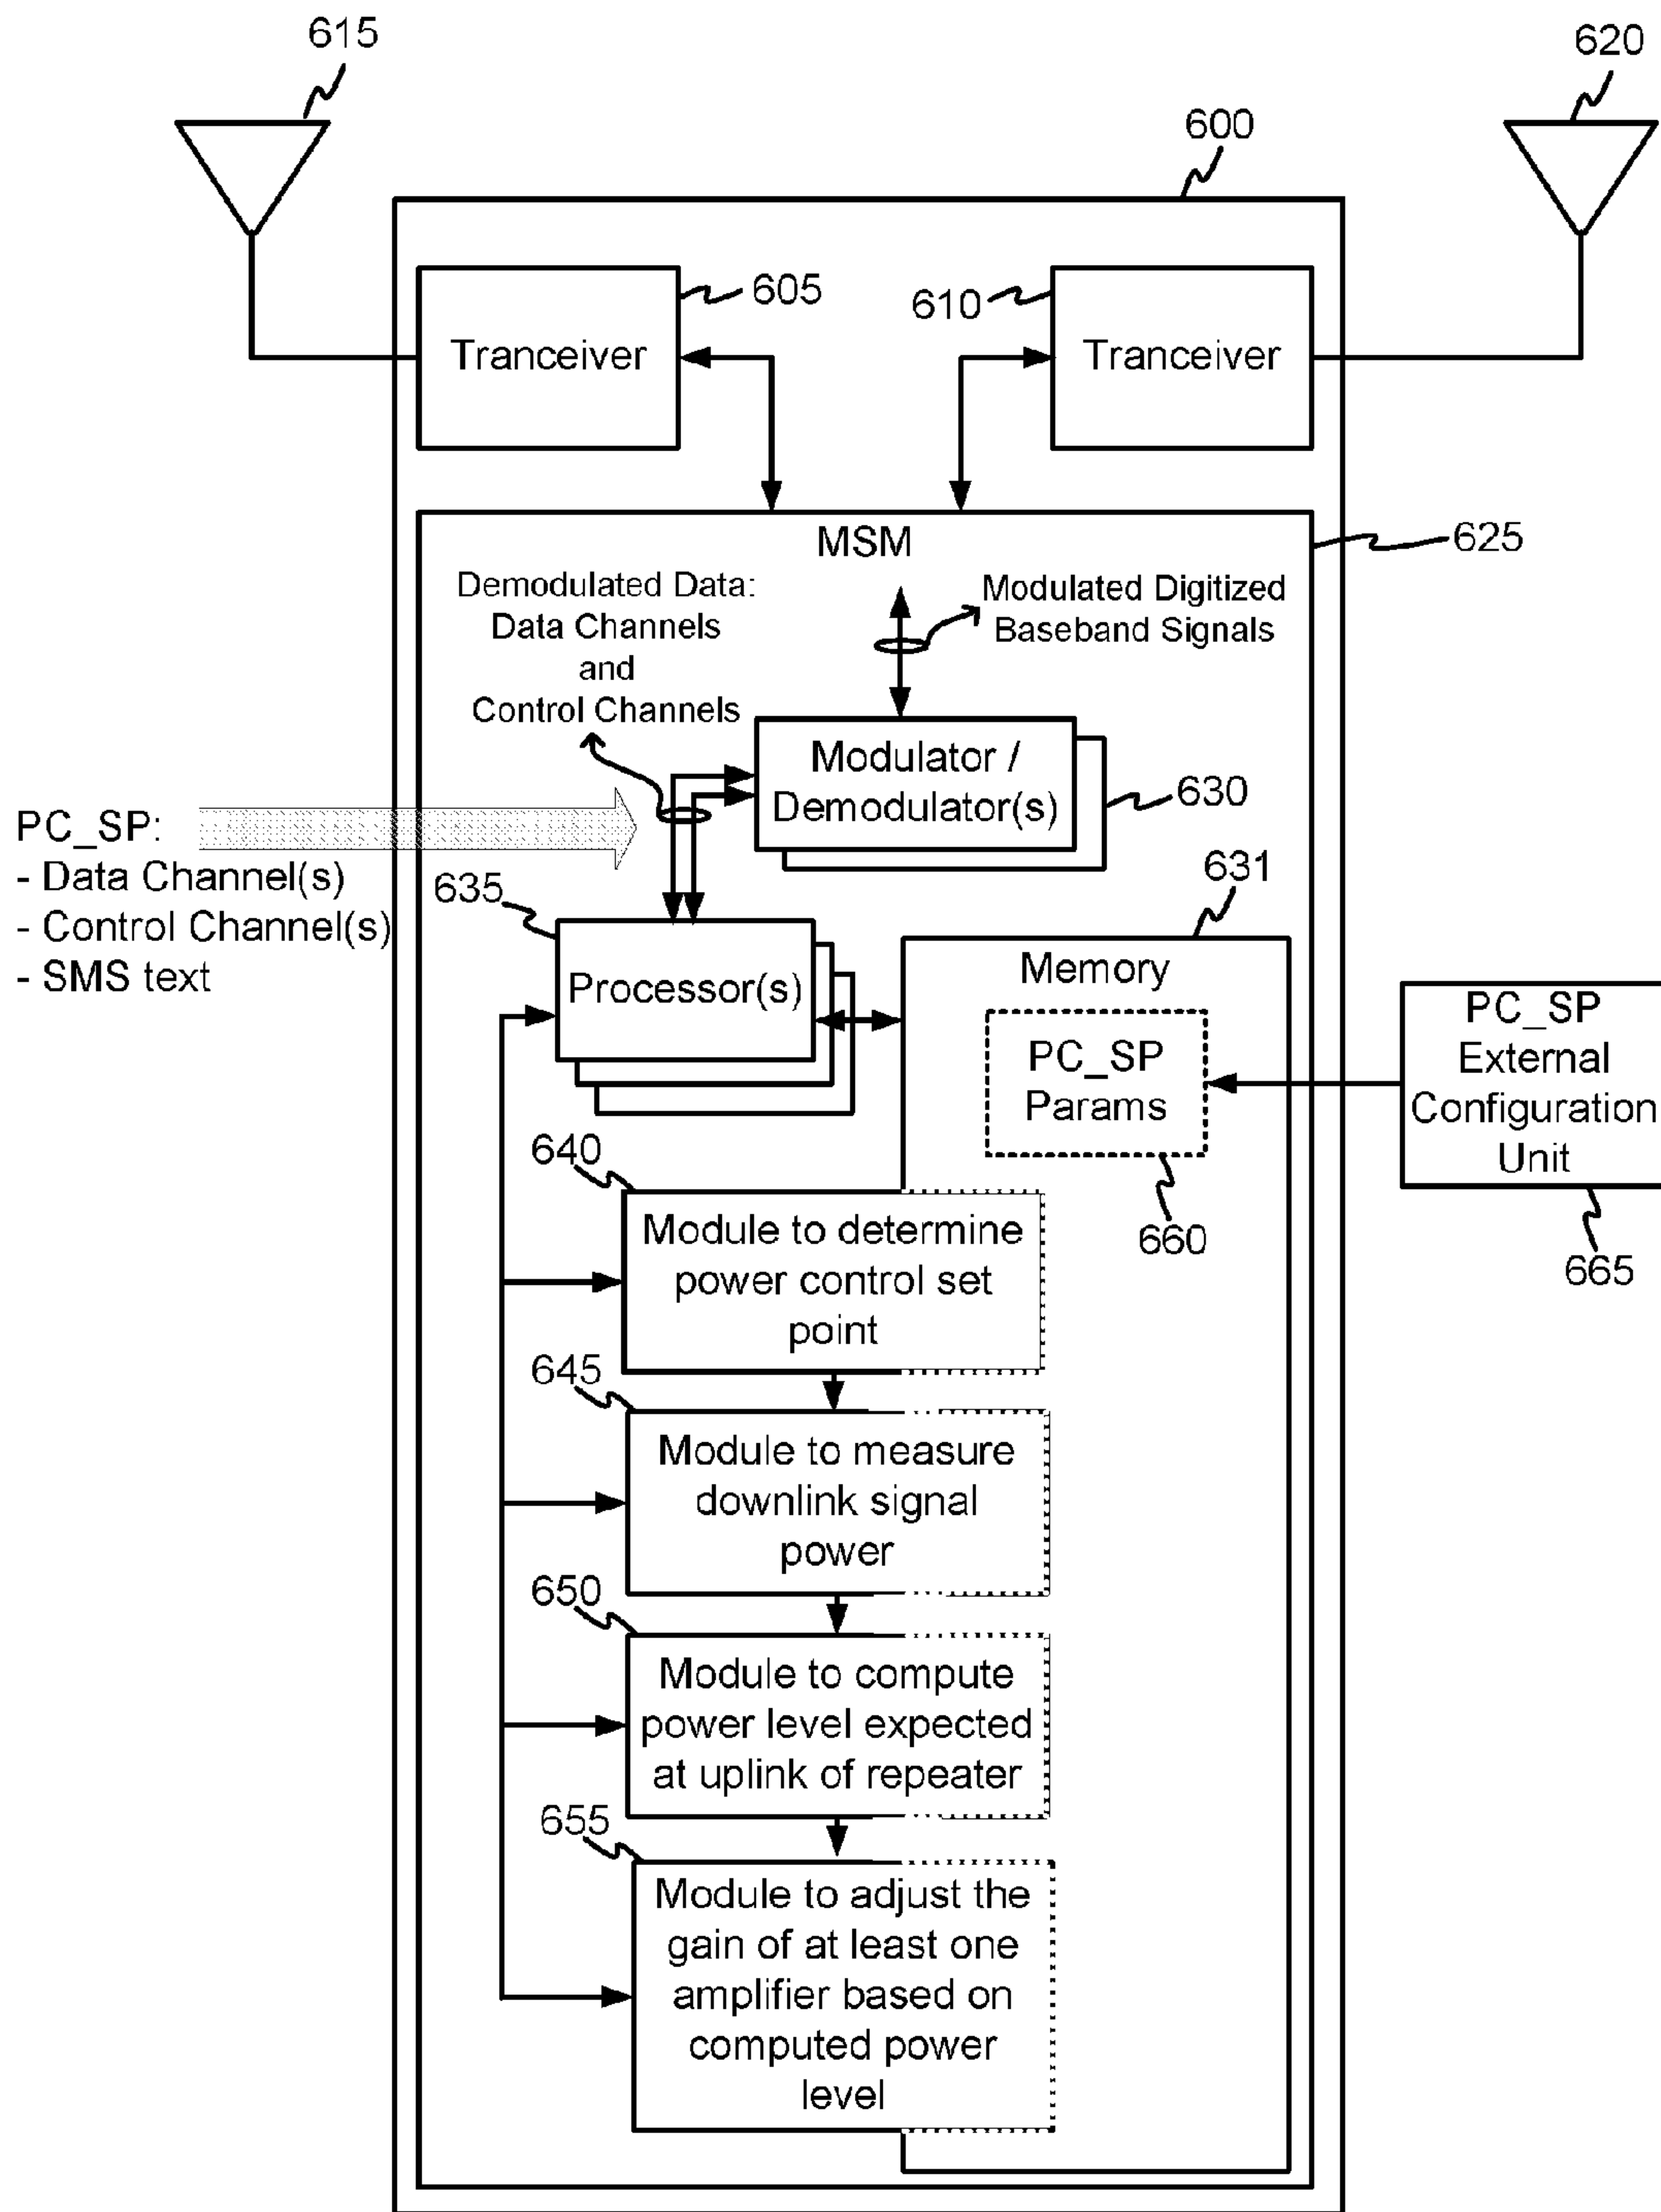 615
620
600
605
610
Tranceiver
Tranceiver
MSM
625
Demodulated Data:
Data Channels
and
Control Channels
Modulated Digitized
Baseband Signals
Modulator /
Demodulator(s)
630
PC_SP:
- Data Channel(s)
- Control Channel(s)
- SMS text
635
631
Processor(s)
Memory
PC_SP
Params
660
PC_SP
External
Configuration
Unit
665
640
Module to determine
power control set
point
645
Module to measure
downlink signal
power
650
Module to compute
power level expected
at uplink of repeater
655
Module to adjust the
gain of at least one
amplifier based on
computed power
level